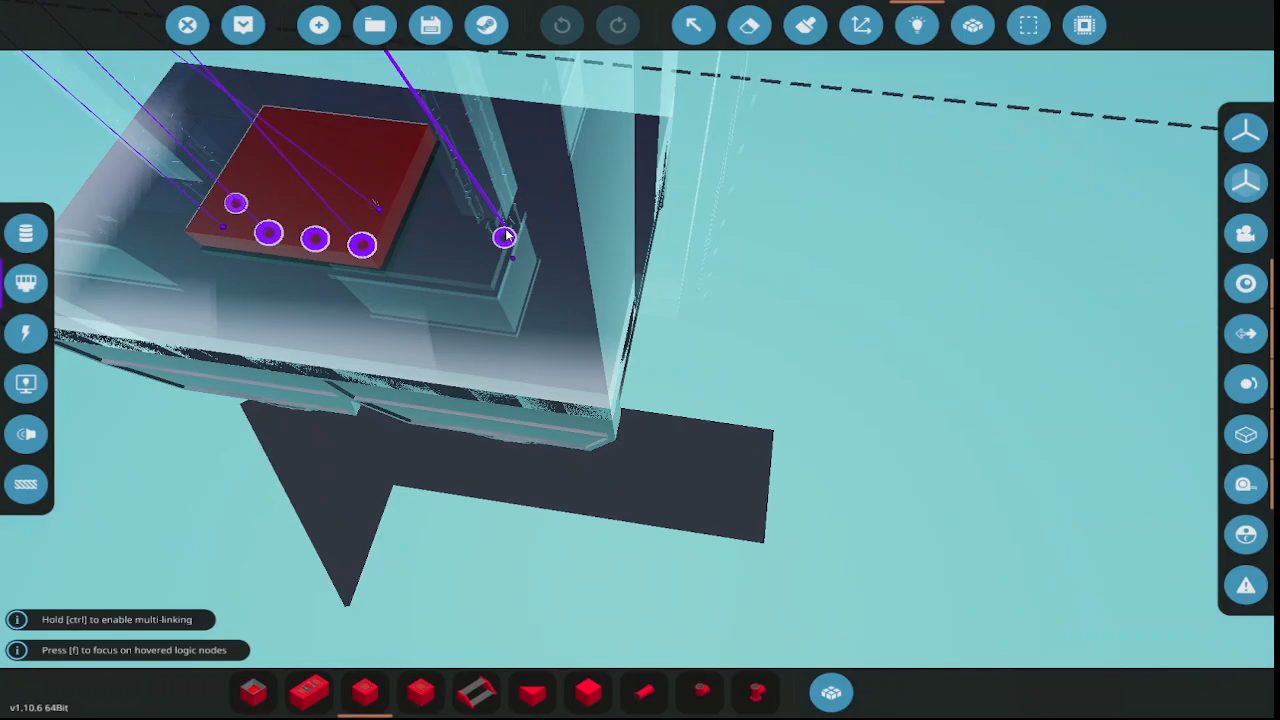 Hold [ctrl] to enable multi-linking
Press [f] to focus on hovered logic nodes
v1.10.6 64Bit